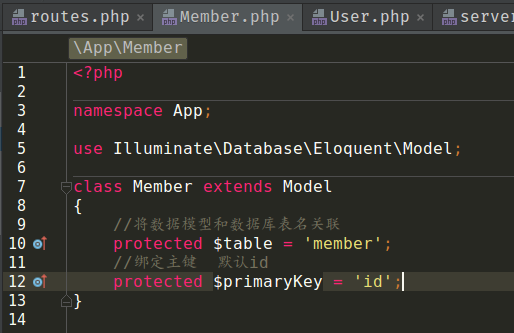 routes.php × Member.php × User.php × server
\App\Member
1 <?php
2
3 namespace App;
4
5 use Illuminate\Database\Eloquent\Model;
6
7 class Member extends Model
8 {
9 //将数据模型和数据库表名关联
10 protected $table = 'member';
11 //绑定主键 默认id
12 protected $primaryKey = 'id';
13 }
14